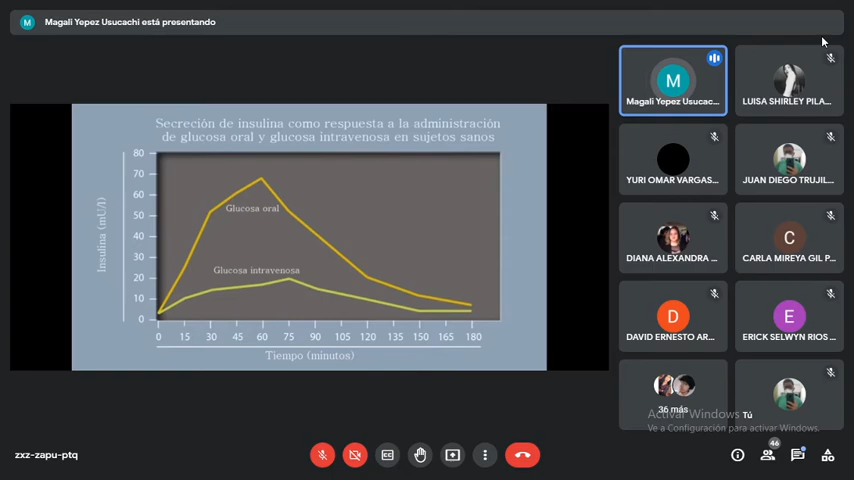 M
Magali Yepez Usucachi está presentando
Secreción de insulina como respuesta a la administración
de glucosa oral y glucosa intravenosa en sujetos sanos
Insulina (mU/l)
80
70
60
50
40
30
20
10
0
Glucosa oral
Glucosa intravenosa
0 15 30 45 60 75 90 105 120 135 150 165 180
Tiempo (minutos)
M
Magali Yepez Usucac...
LUISA SHIRLEY PILA...
YURI OMAR VARGAS...
JUAN DIEGO TRUJIL...
DIANA ALEXANDRA ...
C
CARLA MIREYA GIL P...
D
DAVID ERNESTO AR...
E
ERICK SELWYN RIOS ...
36 más
Tú
Activar Windows
Ve a Configuración para activar Windows.
zxz-zapu-ptq
CC
46